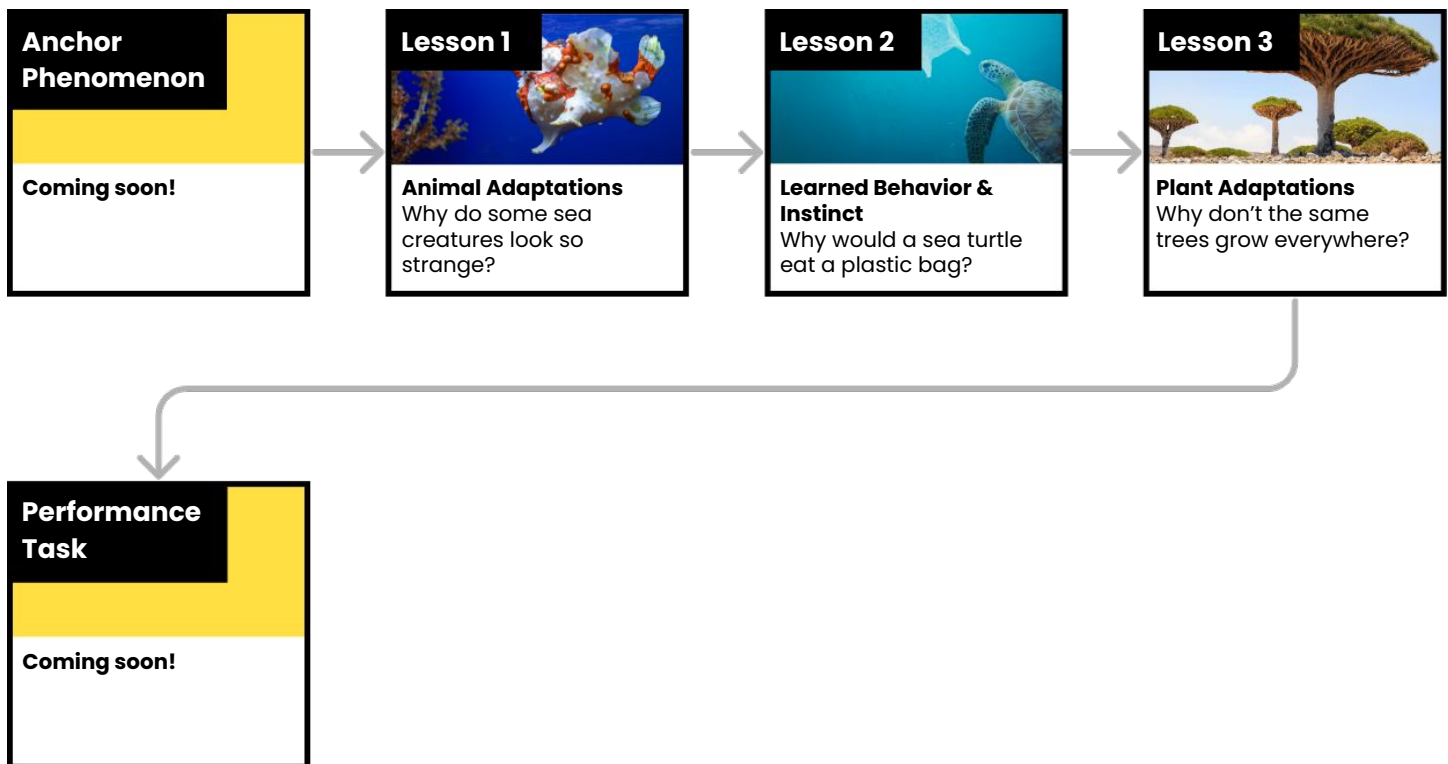 Anchor
Phenomenon
Coming soon!
Lesson 1
Animal Adaptations
Why do some sea
creatures look so
strange?
Lesson 2
Learned Behavior &
Instinct
Why would a sea turtle
eat a plastic bag?
Lesson 3
Plant Adaptations
Why don’t the same
trees grow everywhere?
Performance
Task
Coming soon!